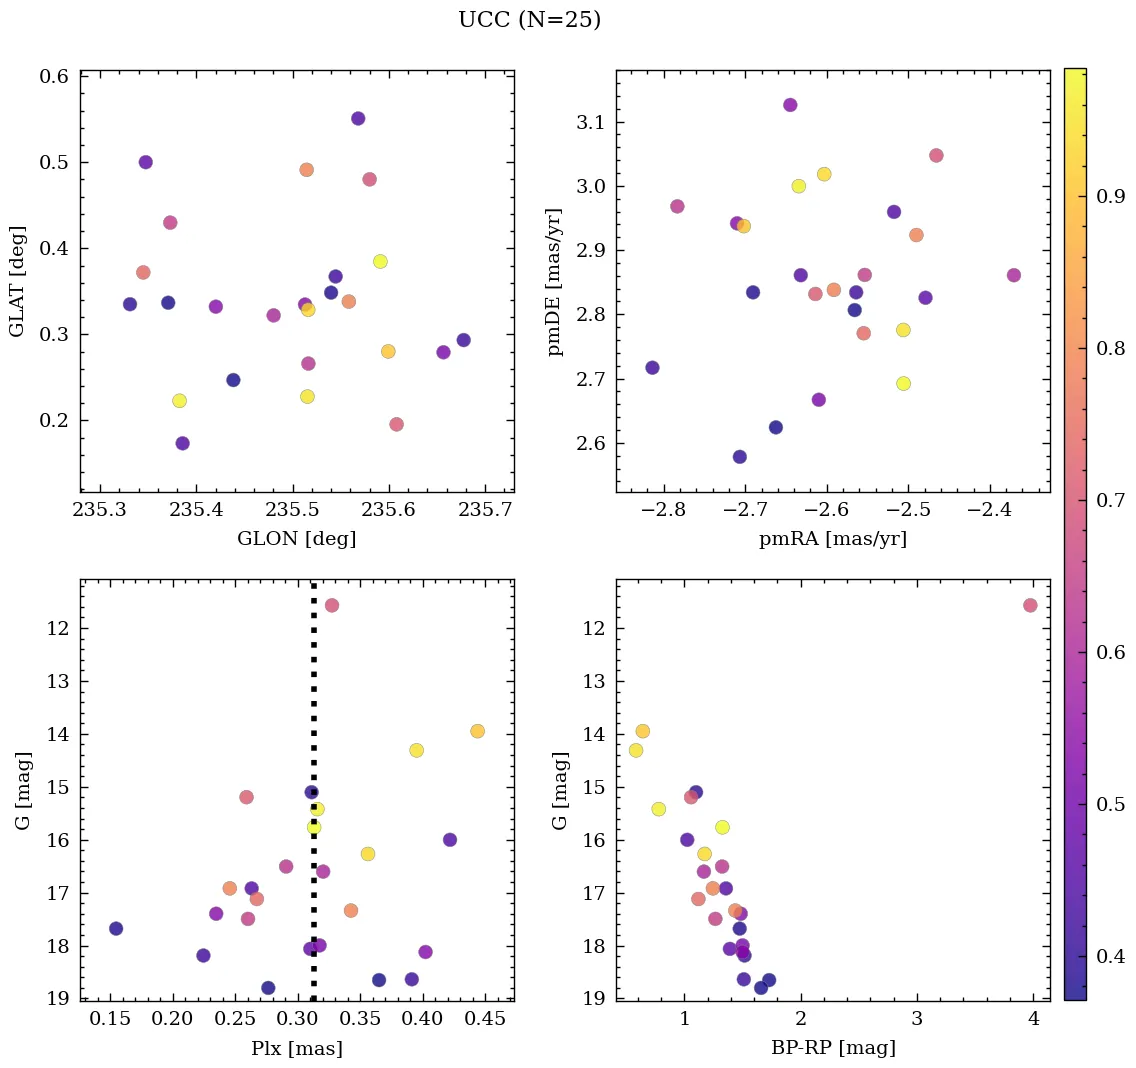 UCC (N=25)
0.6
0.5
0.4
0.3
0.2
GLAT [deg]
235.3 235.4 235.5 235.6 235.7
GLON [deg]
3.1
3.0
2.9
2.8
2.7
2.6
pmDE [mas/yr]
−2.8 −2.7 −2.6 −2.5 −2.4
pmRA [mas/yr]
12
13
14
15
16
17
18
19
G [mag]
0.15 0.20 0.25 0.30 0.35 0.40 0.45
Plx [mas]
12
13
14
15
16
17
18
19
G [mag]
1 2 3 4
BP-RP [mag]
0.9
0.8
0.7
0.6
0.5
0.4